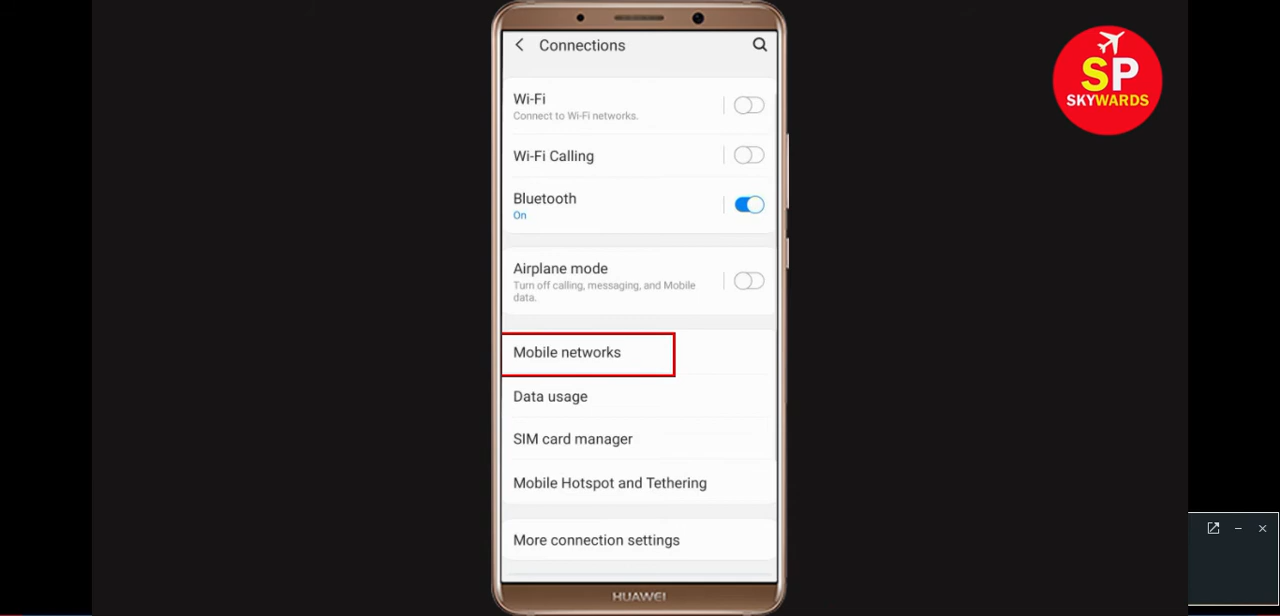 Connections
SP
SKYWARDS
Wi-Fi
Connect to Wi-Fi networks.
Wi-Fi Calling
Bluetooth
On
Airplane mode
Turn off calling, messaging, and Mobile
data.
Mobile networks
Data usage
SIM card manager
Mobile Hotspot and Tethering
More connection settings
HUAWEI